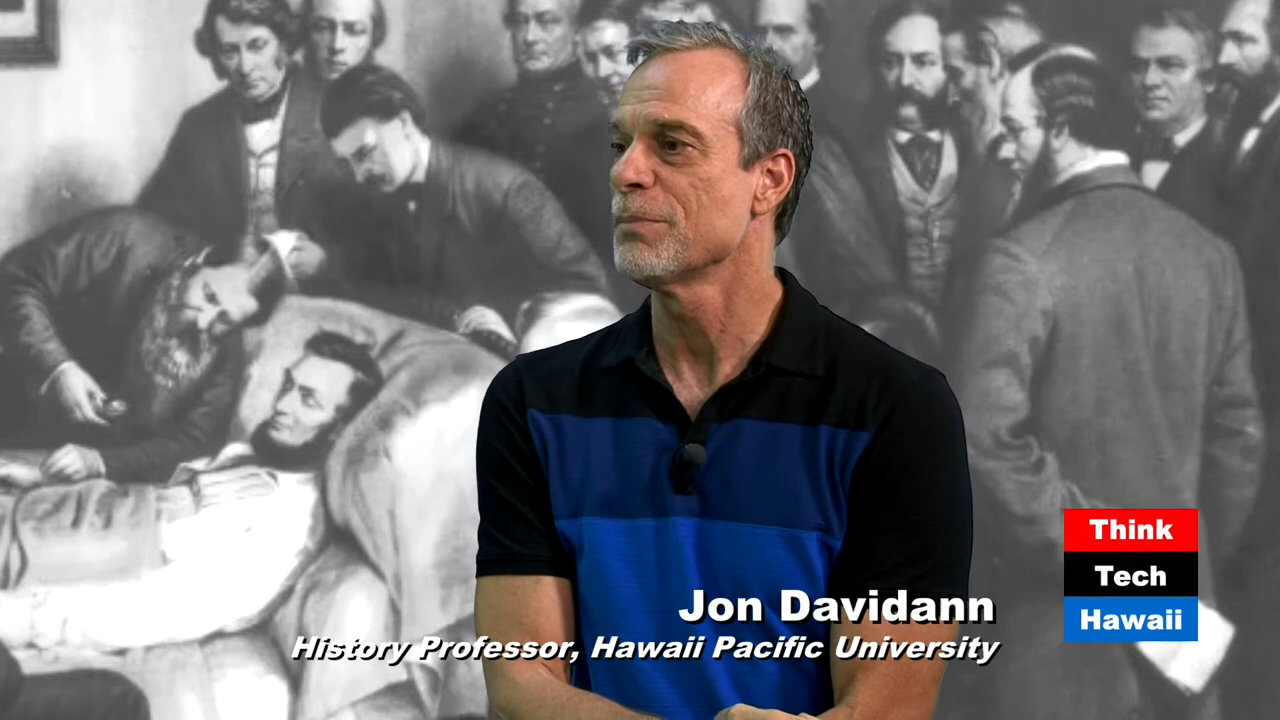 Jon Davidann
History Professor, Hawaii Pacific University
Think
Tech
Hawaii